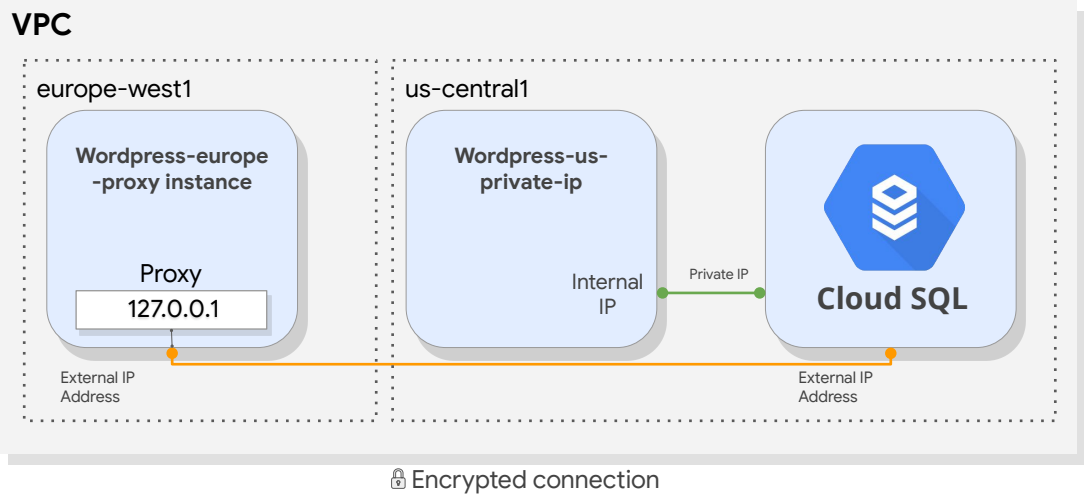 VPC
europe-west1
Wordpress-europe
-proxy instance
Proxy
127.0.0.1
External IP
Address
us-central1
Wordpress-us-
private-ip
Internal
IP
Private IP
Cloud SQL
External IP
Address
Encrypted connection